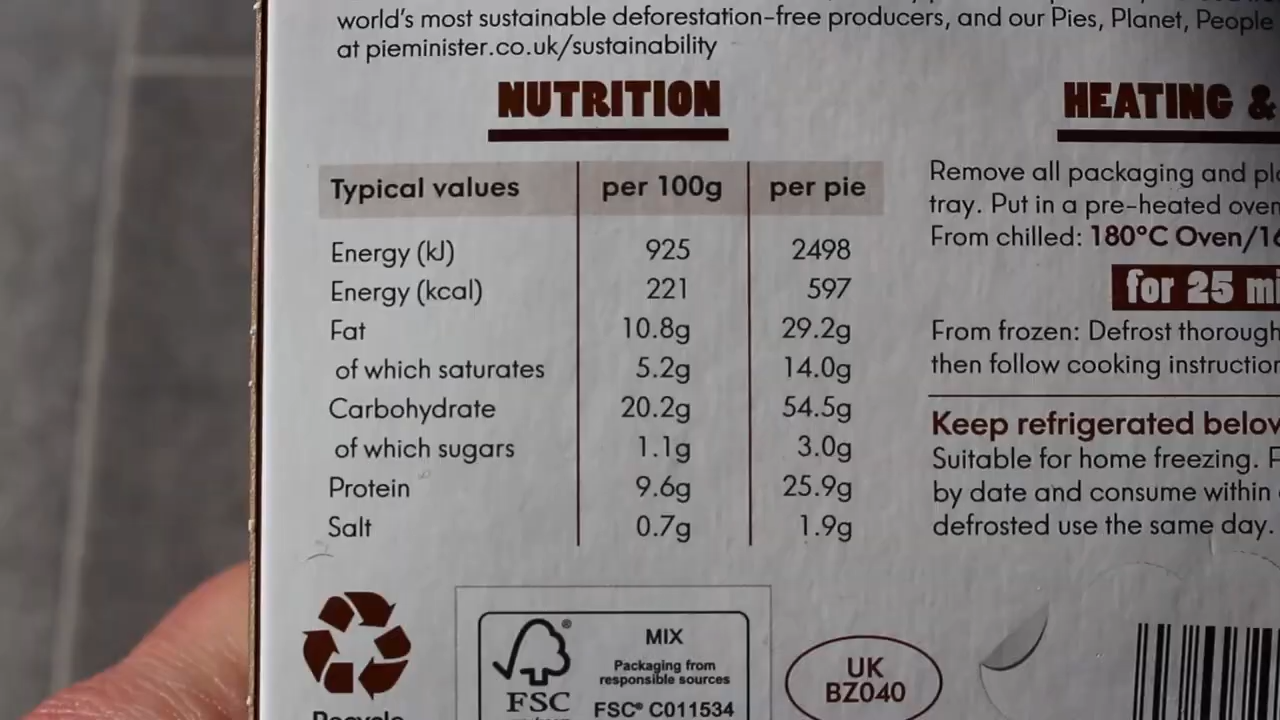 world's most sustainable deforestation-free producers, and our Pies, Planet, People
at pieminister.co.uk/sustainability
NUTRITION
Typical values per 100g per pie
Energy (kJ) 925 2498
Energy (kcal) 221 597
Fat 10.8g 29.2g
of which saturates 5.2g 14.0g
Carbohydrate 20.2g 54.5g
of which sugars 1.1g 3.0g
Protein 9.6g 25.9g
Salt 0.7g 1.9g
HEATING &
Remove all packaging and
tray. Put in a pre-heated oven
From chilled: 180°C Oven/
for 25
From frozen: Defrost
then follow cooking
Keep refrigerated
Suitable for home freezing.
by date and consume within
defrosted use the same day.
FSC
MIX
Packaging from
responsible sources
FSC® C011534
UK
BZ040